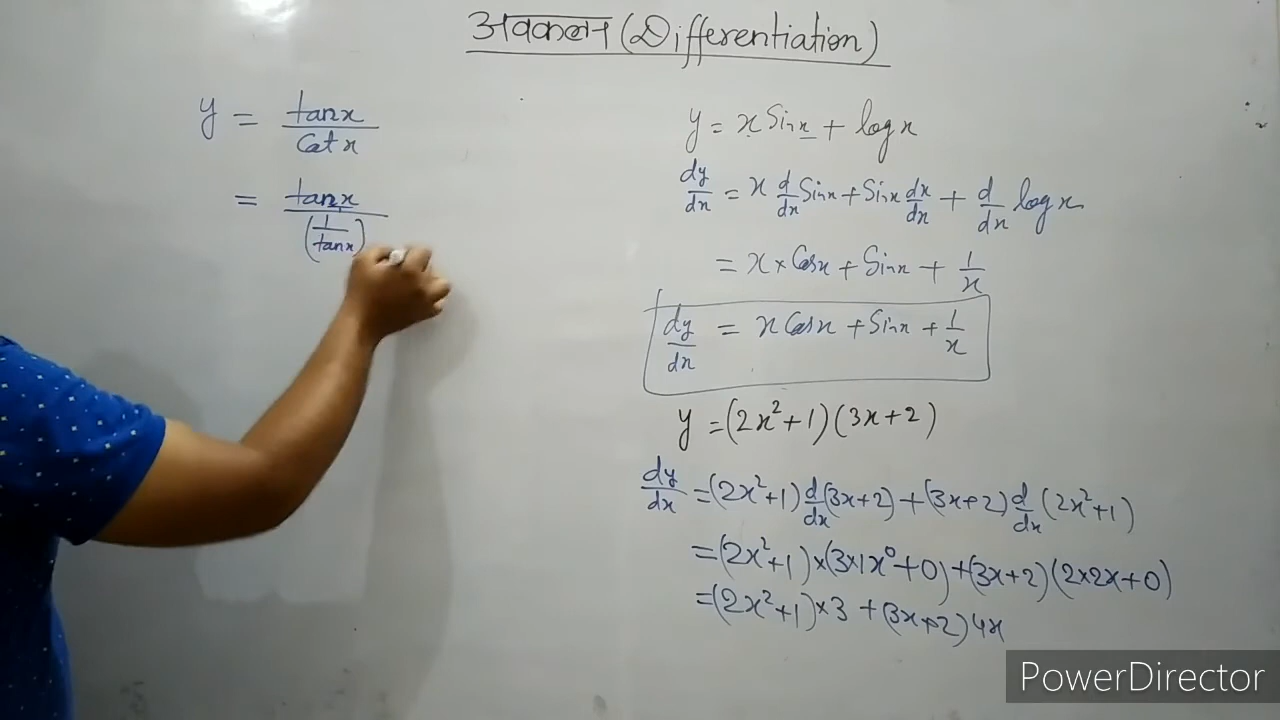 अवकलन (Differentiation)
y = tanx / Cotx
= tanx / (1/tanx)
y = x Sinx + logx
dy/dx = x d/dx Sinx + Sinx dx/dx + d/dx logx
= x × Cosx + Sinx + 1/x
dy/dx = x Cosx + Sinx + 1/x
y = (2x²+1)(3x+2)
dy/dx = (2x²+1) d/dx (3x+2) + (3x+2) d/dx (2x²+1)
= (2x²+1)×(3×1x⁰+0)+(3x+2)(2×2x+0)
= (2x²+1)×3 + (3x+2)4x
PowerDirector